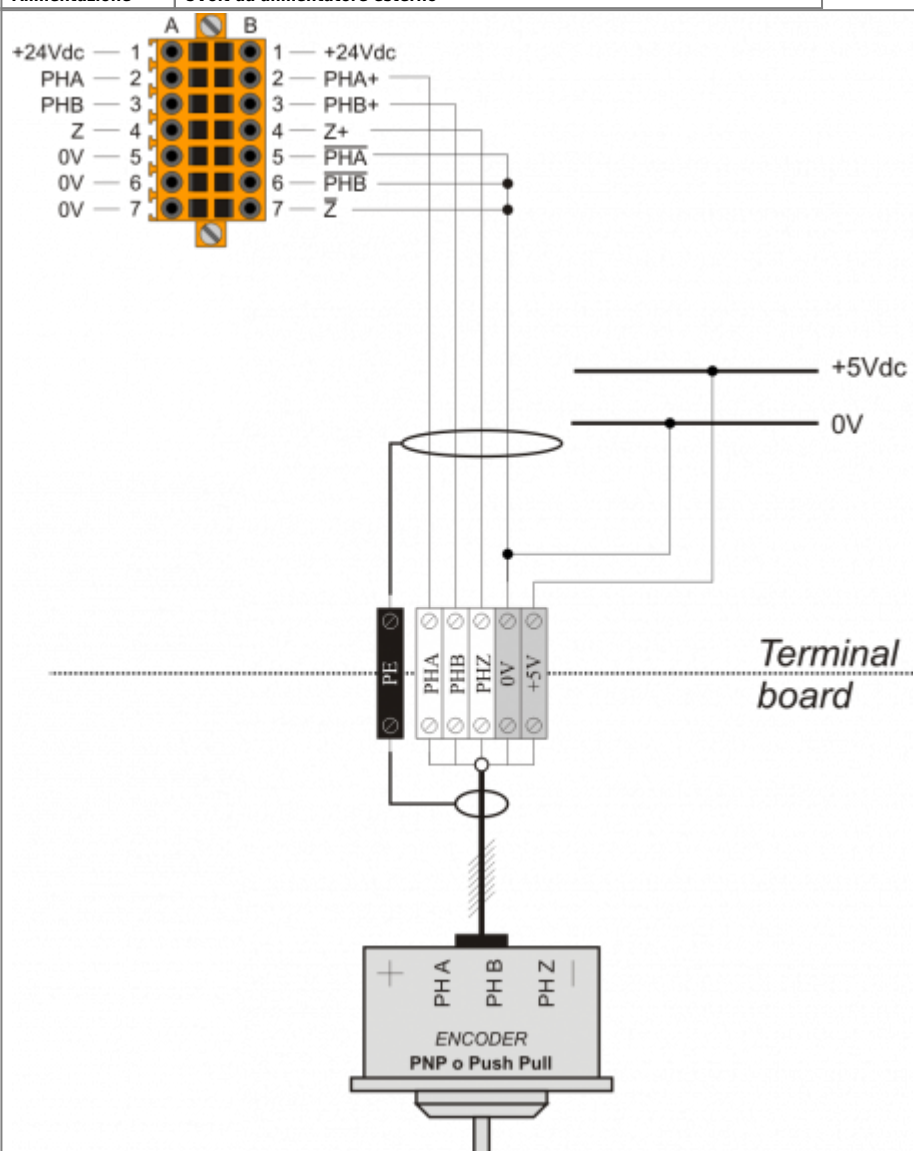 A B
+24Vdc 1 1 +24Vdc
PHA 2 2 PHA+
PHB 3 3 PHB+
Z 4 4 Z+
0V 5 5 P̅H̅A̅
0V 6 6 P̅H̅B̅
0V 7 7 Z̅
+5Vdc
0V
PE PHA PHB PHZ 0V +5V
Terminal
board
+ PH A PH B PH Z –
ENCODER
PNP o Push Pull